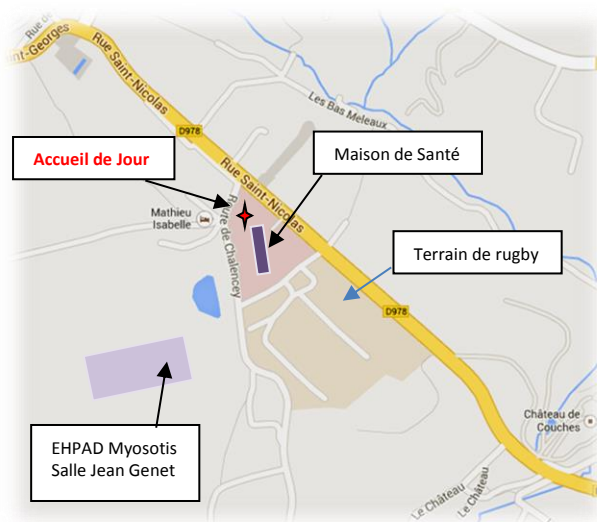 Rue de
Saint-Georges
Rue Saint-Nicolas
D978
Les Bas Meleaux
Accueil de Jour
Maison de Santé
Rue Saint-Nicolas
Mathieu
Isabelle
Route de Chalencey
Terrain de rugby
D978
EHPAD Myosotis
Salle Jean Genet
Château de
Couches
Le Château
Le Château